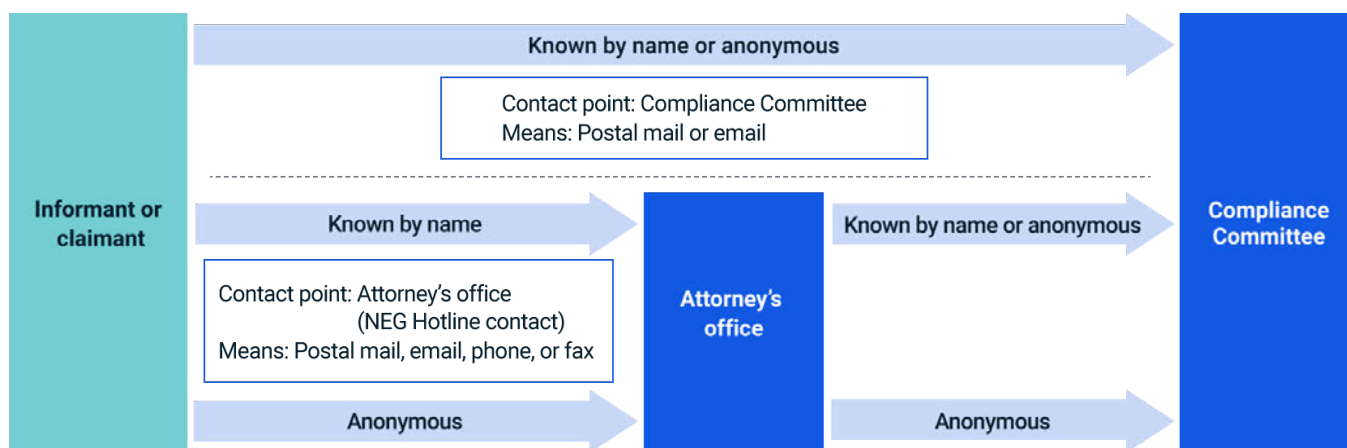 Known by name or anonymous
Contact point: Compliance Committee
Means: Postal mail or email
Informant or
claimant
Known by name
Contact point: Attorney's office
(NEG Hotline contact)
Means: Postal mail, email, phone, or fax
Anonymous
Attorney's
office
Known by name or anonymous
Anonymous
Compliance
Committee